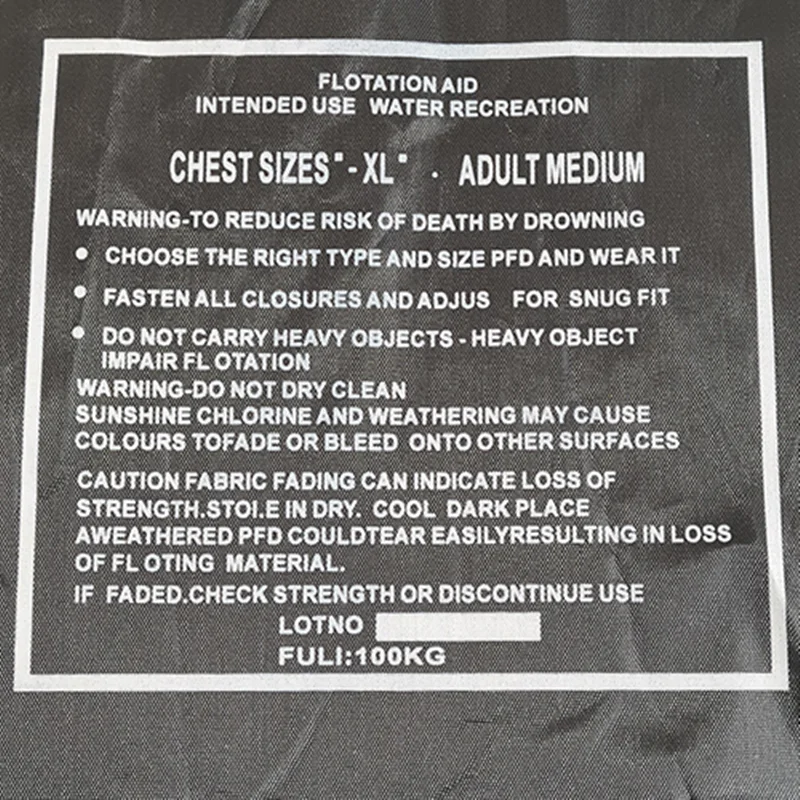 FLOTATION AID
INTENDED USE WATER RECREATION
CHEST SIZES"-XL" · ADULT MEDIUM
WARNING-TO REDUCE RISK OF DEATH BY DROWNING
• CHOOSE THE RIGHT TYPE AND SIZE PFD AND WEAR IT
• FASTEN ALL CLOSURES AND ADJUS FOR SNUG FIT
• DO NOT CARRY HEAVY OBJECTS - HEAVY OBJECT
IMPAIR FL OTATION
WARNING-DO NOT DRY CLEAN
SUNSHINE CHLORINE AND WEATHERING MAY CAUSE
COLOURS TOFADE OR BLEED ONTO OTHER SURFACES
CAUTION FABRIC FADING CAN INDICATE LOSS OF
STRENGTH.STOI.E IN DRY. COOL DARK PLACE
AWEATHERED PFD COULDTEAR EASILYRESULTING IN LOSS
OF FL OTING MATERIAL.
IF FADED.CHECK STRENGTH OR DISCONTINUE USE
LOTNO
FULI:100KG